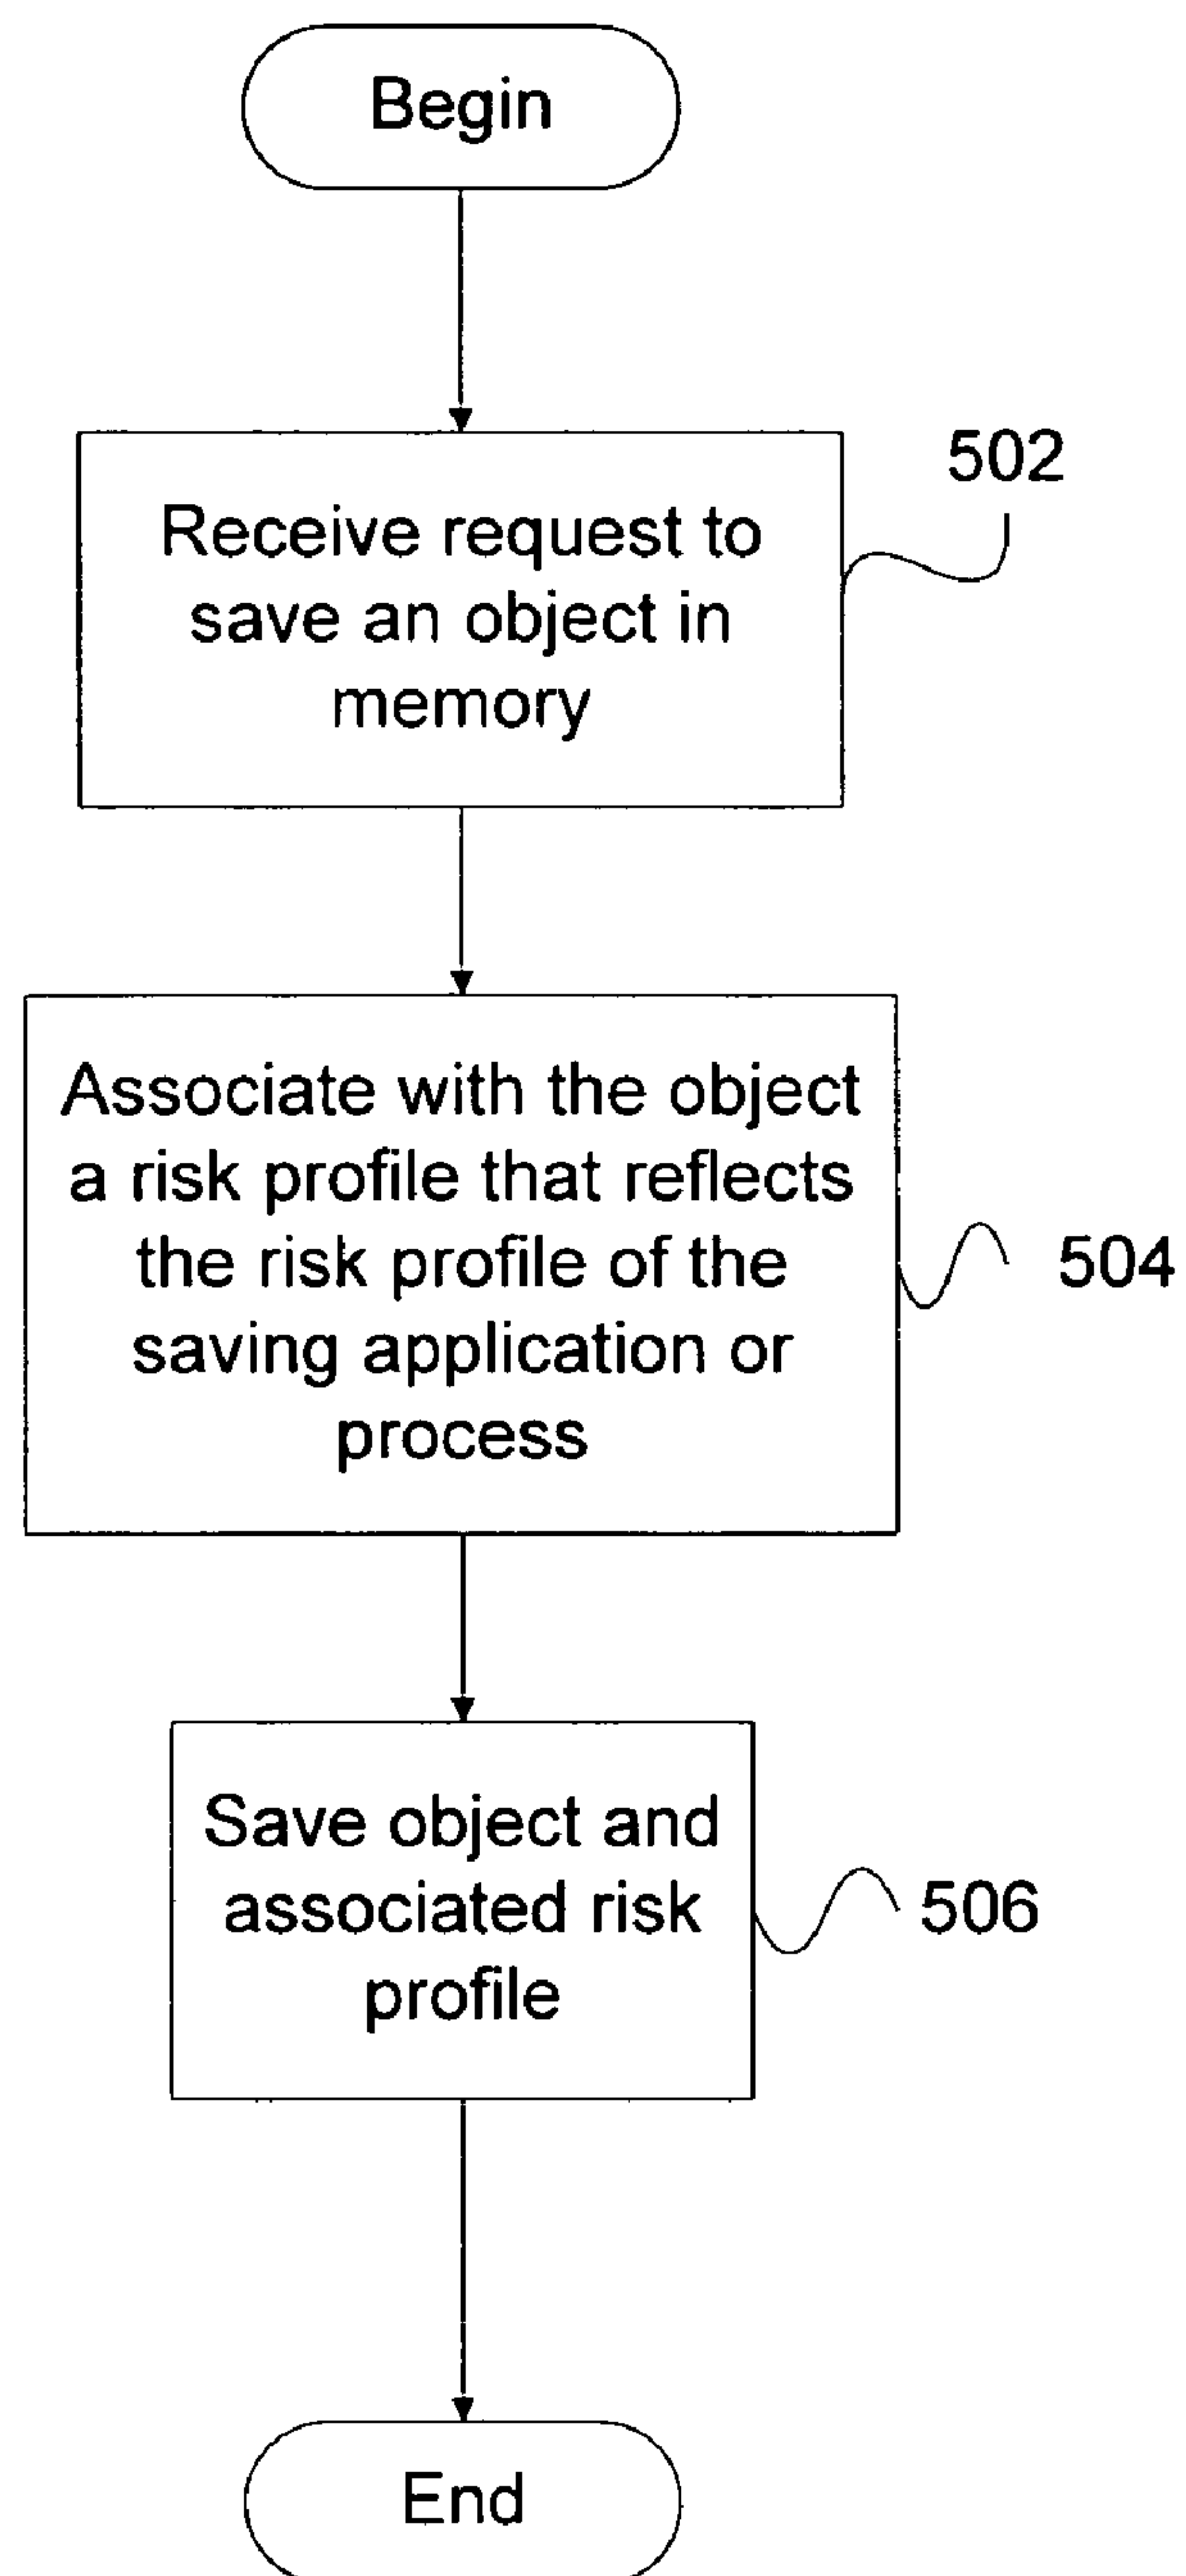 Begin
502
Receive request to
save an object in
memory
Associate with the object
a risk profile that reflects
the risk profile of the
saving application or
process
504
Save object and
associated risk
profile
506
End